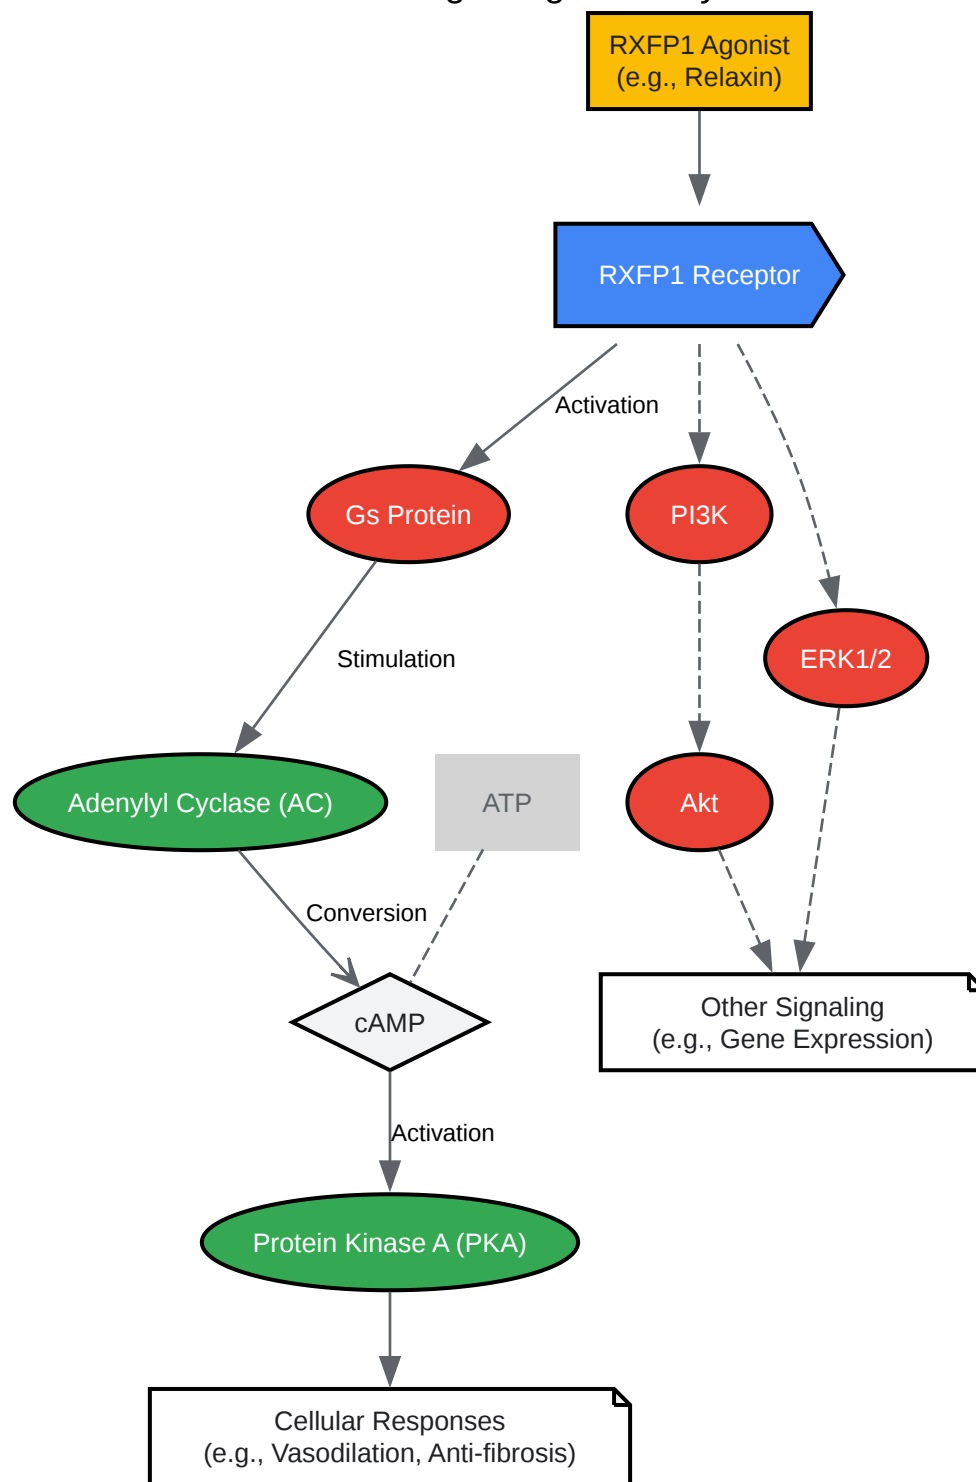 RXFP1 Agonist
(e.g., Relaxin)
RXFP1 Receptor
Activation
Gs Protein
PI3K
Stimulation
ERK1/2
Adenylyl Cyclase (AC)
ATP
Akt
Conversion
cAMP
Other Signaling
(e.g., Gene Expression)
Activation
Protein Kinase A (PKA)
Cellular Responses
(e.g., Vasodilation, Anti-fibrosis)